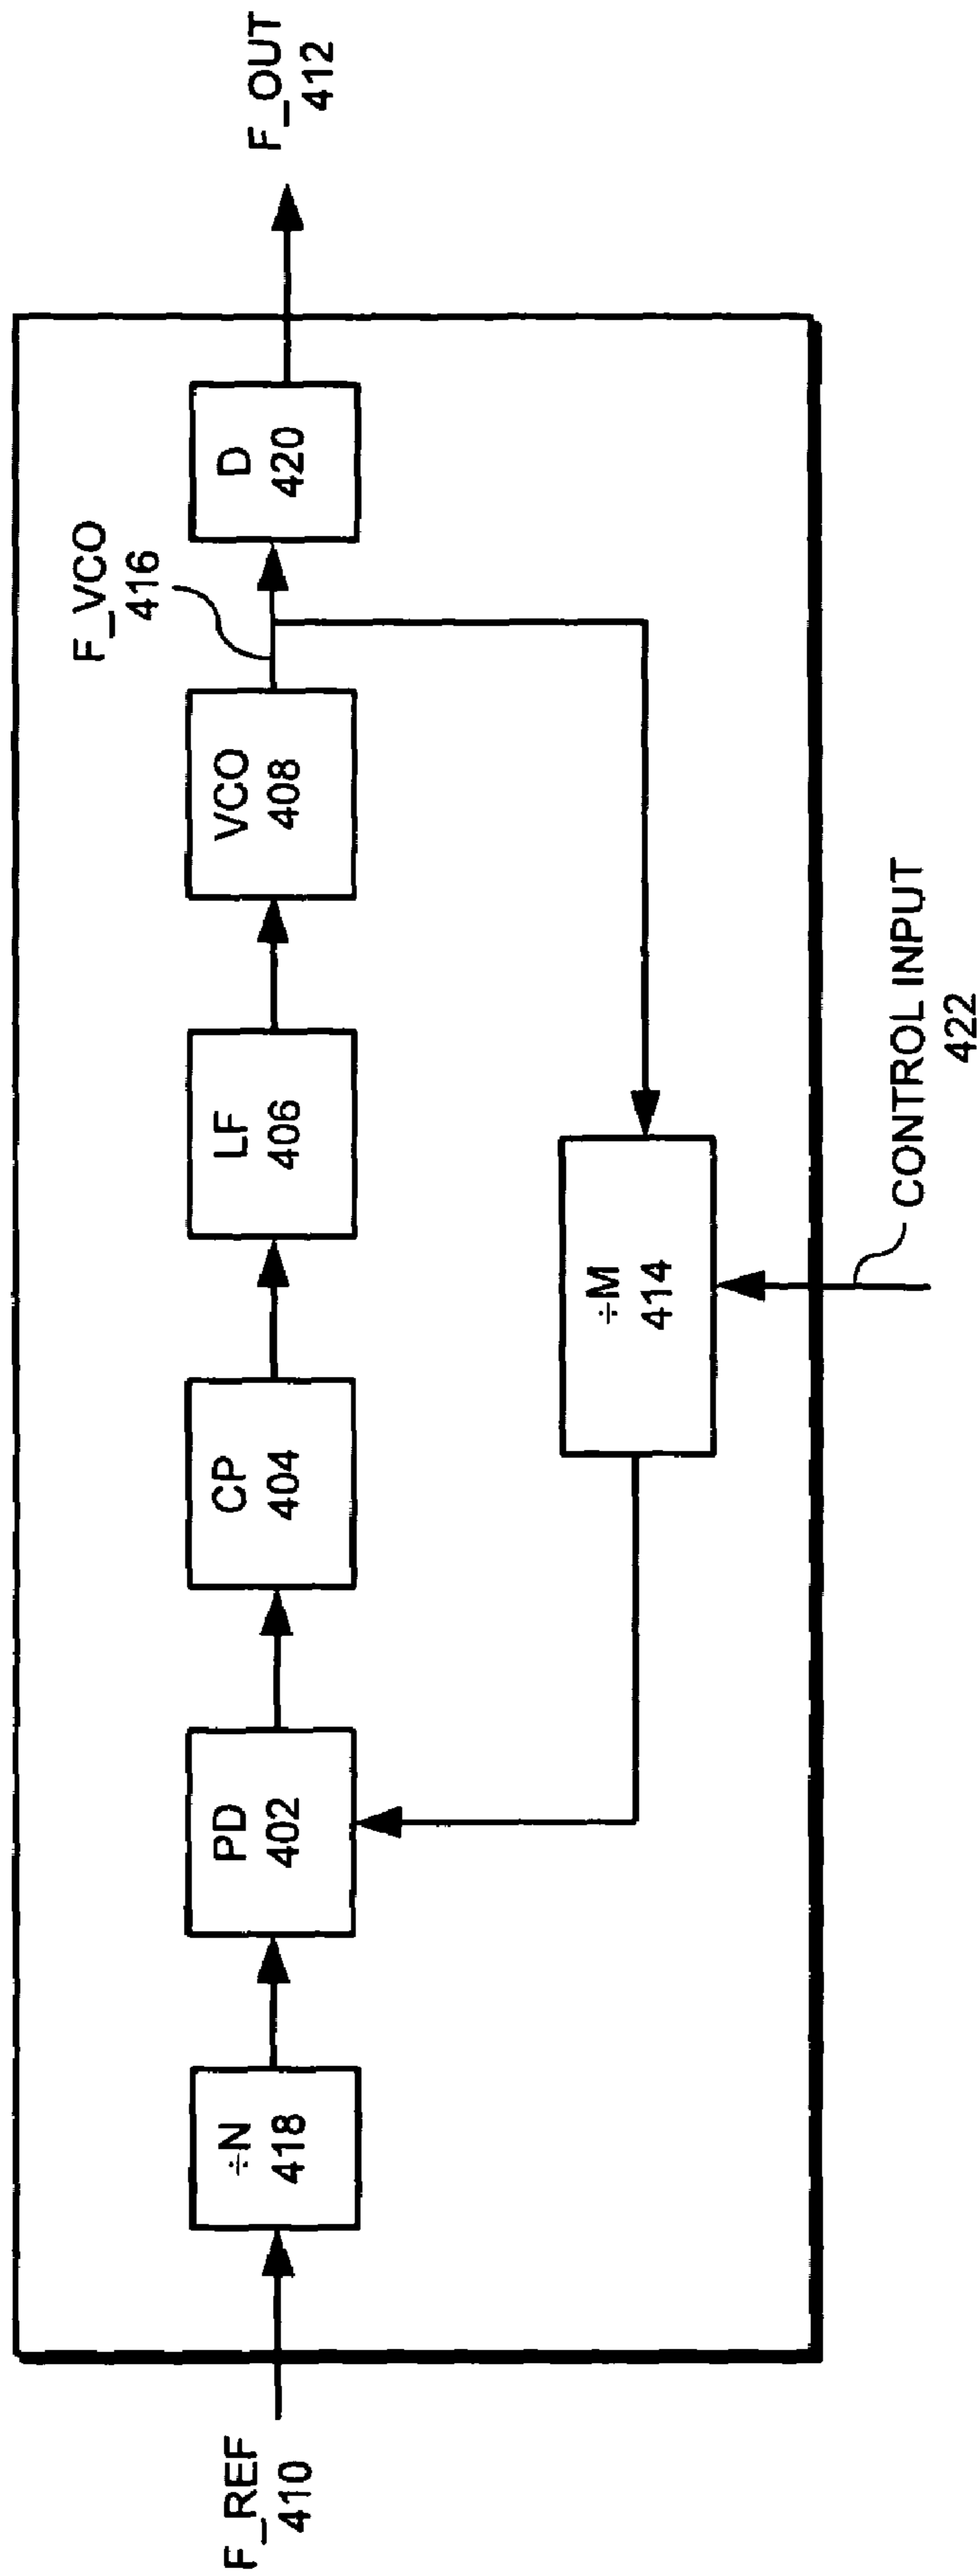 F_REF
410
÷N
418
PD
402
CP
404
LF
406
VCO
408
F_VCO
416
D
420
F_OUT
412
÷M
414
CONTROL INPUT
422